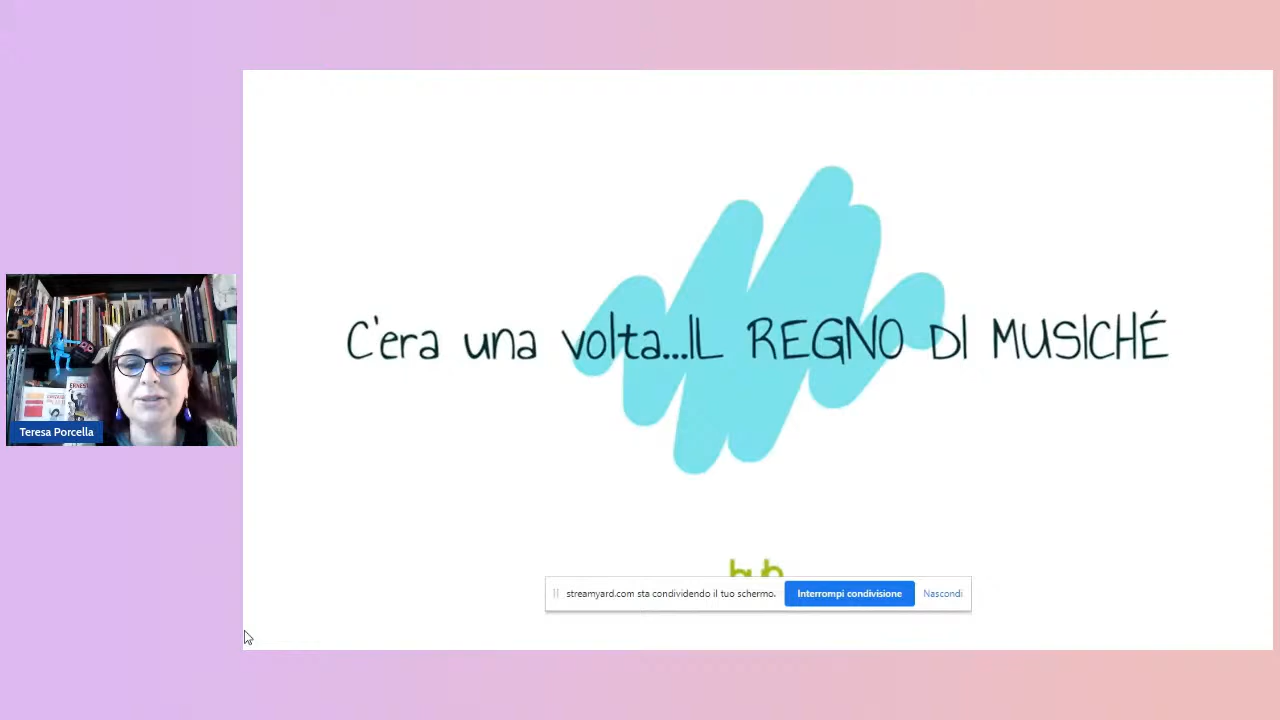 C'era una volta...IL REGNO DI MUSICHÉ
ERNEST
Teresa Porcella
streamyard.com sta condividendo il tuo schermo.
Interrompi condivisione
Nascondi